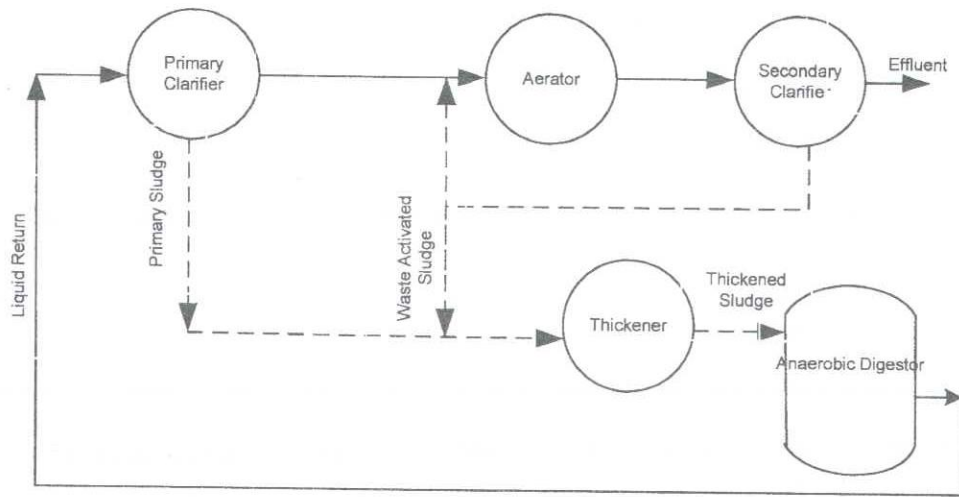 Primary
Clarifier
Aerator
Secondary
Clarifie
Effluent
Primary Sludge
Waste Activated
Sludge
Liquid Return
Thickener
Thickened
Sludge
Anaerobic Digestor